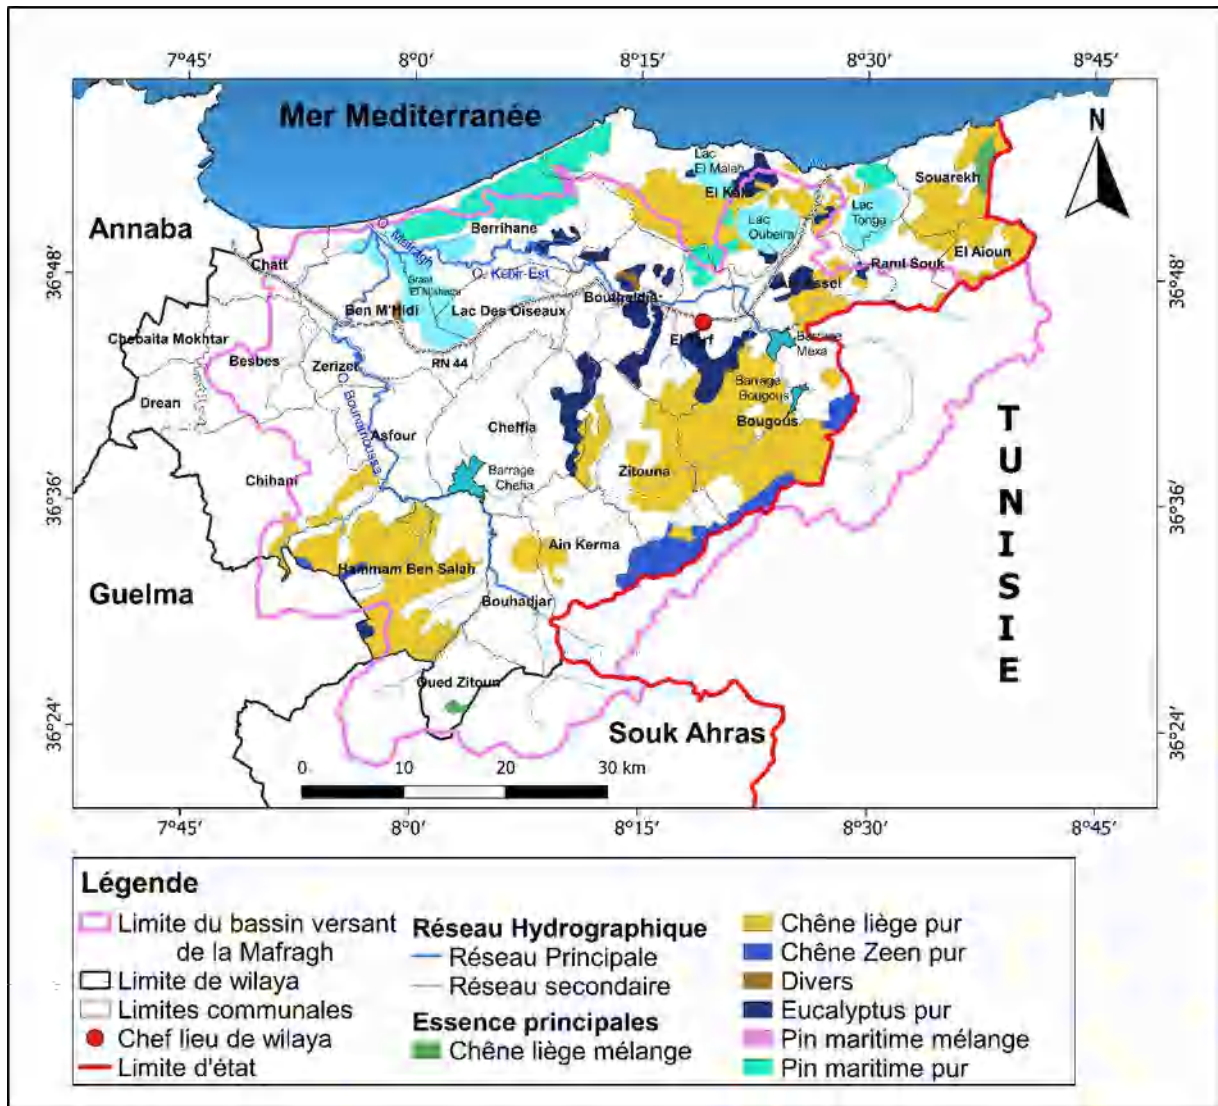 7°45′ 8°0′ 8°15′ 8°30′ 8°45′
Mer Mediterranée
N
Lac
El Malah
El Kala
Souarekh
Annaba
Lac
Oubeira
Lac
Tonga
Berrihane
Mafragh
El Aioun
Chatt
O. Kebir-Est
Raml Souk
36°48′
36°48′
Ain Assel
Bouteldja
Ben M'Hidi
Lac Des Oiseaux
Chebaita Mokhtar
El Tarf
Barrage
Mexa
Besbes
Zerizer
RN 44
Barrage
Bougous
Drean
O. Bounamoussa
Bougous
Asfour
Cheffia
TUNISIE
Zitouna
Chihani
Barrage
Chefia
36°36′
36°36′
Ain Kerma
Hammam Ben Salah
Guelma
Bouhadjar
Oued Zitoun
36°24′
36°24′
Souk Ahras
0 10 20 30 km
7°45′ 8°0′ 8°15′ 8°30′ 8°45′
Légende
Limite du bassin versant
de la Mafragh
Limite de wilaya
Limites communales
Chef lieu de wilaya
Limite d'état
Réseau Hydrographique
Réseau Principale
Réseau secondaire
Essence principales
Chêne liège mélange
Chêne liège pur
Chêne Zeen pur
Divers
Eucalyptus pur
Pin maritime mélange
Pin maritime pur